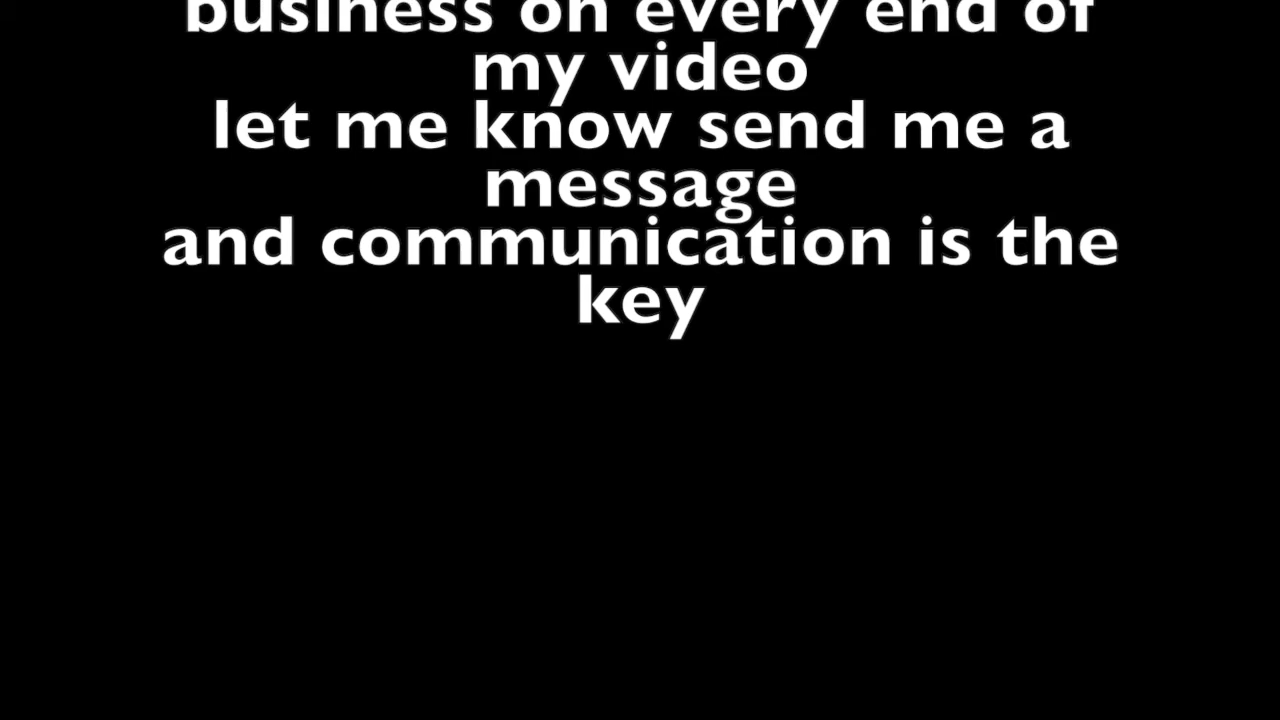 business on every end of
my video
let me know send me a
message
and communication is the
key